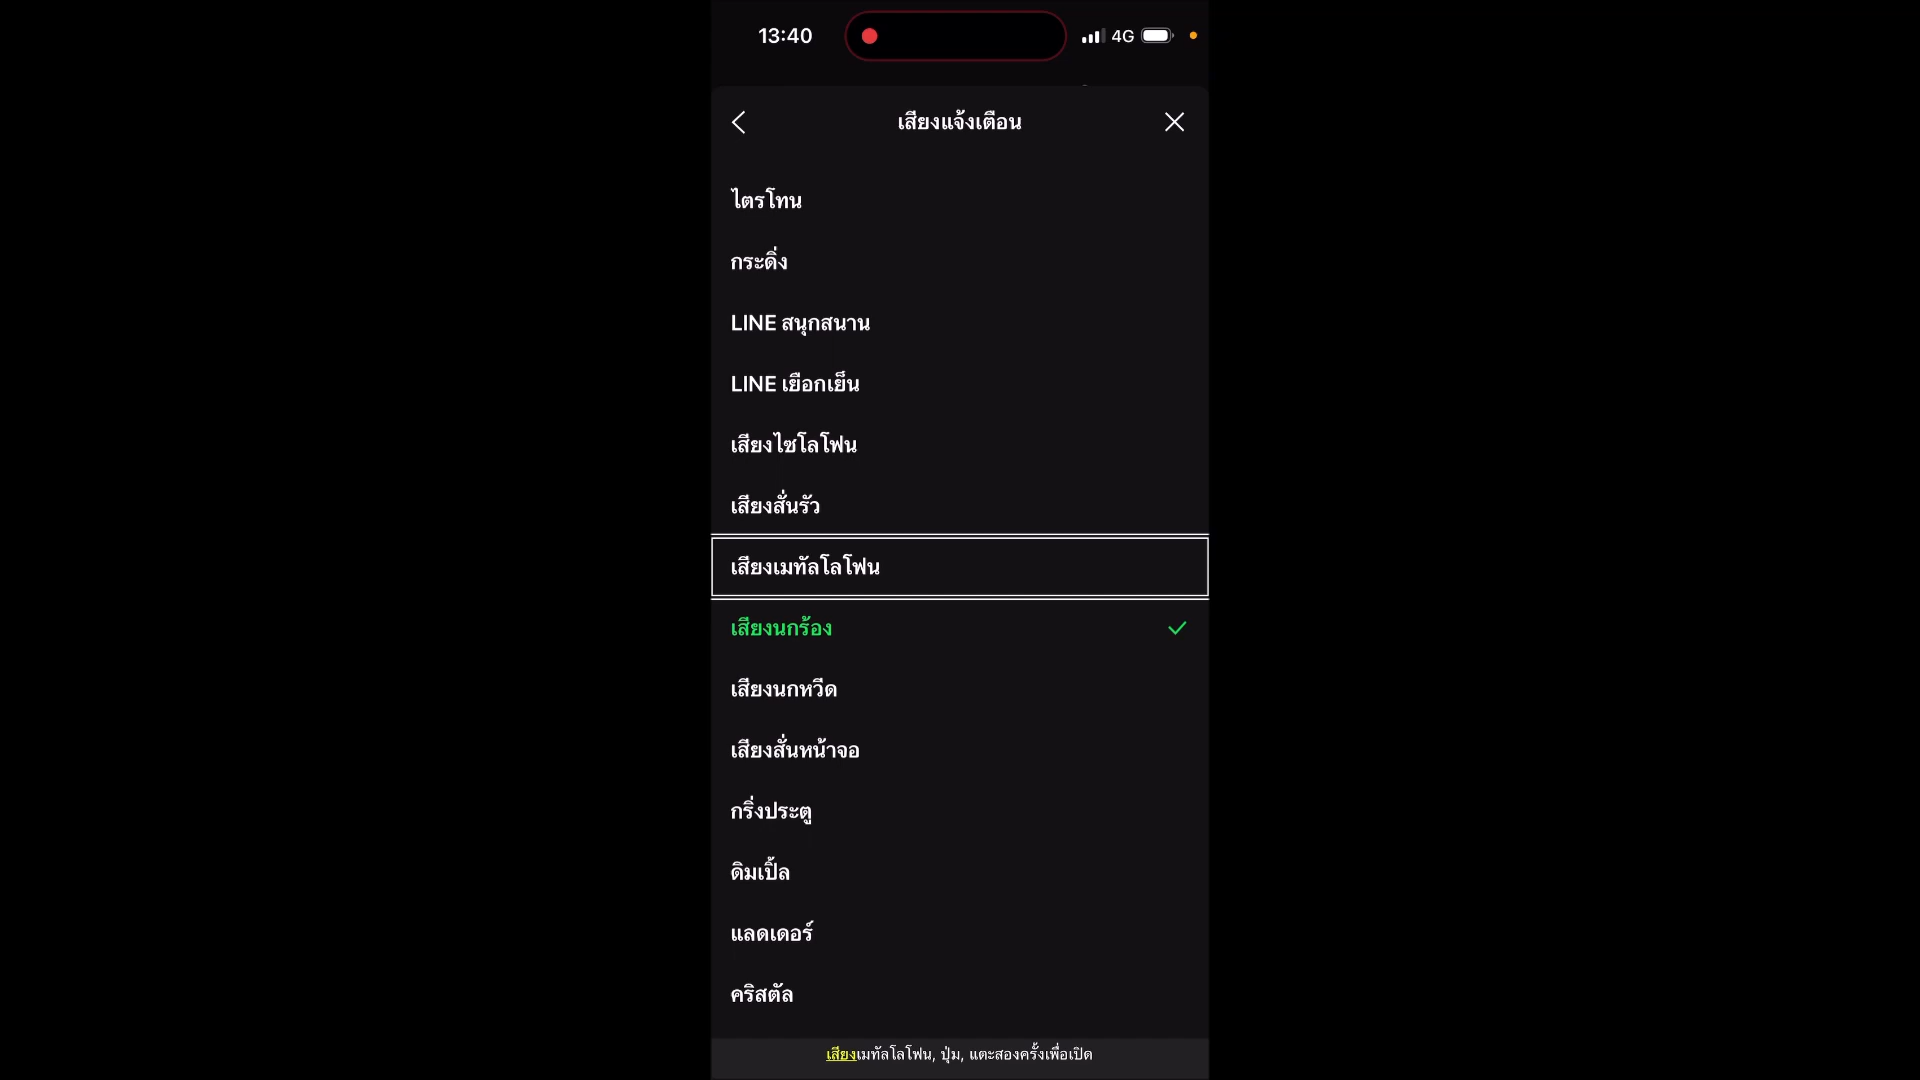 13:40
4G
เสียงแจ้งเตือน
ไตรโทน
กระดิ่ง
LINE สนุกสนาน
LINE เยือกเย็น
เสียงไซโลโฟน
เสียงสั่นรัว
เสียงเมทัลโลโฟน
เสียงนกร้อง
เสียงนกหวีด
เสียงสั่นหน้าจอ
กริ่งประตู
ดิมเปิ้ล
แลดเดอร์
คริสตัล
เสียงเมทัลโลโฟน, ปุ่ม, แตะสองครั้งเพื่อเปิด